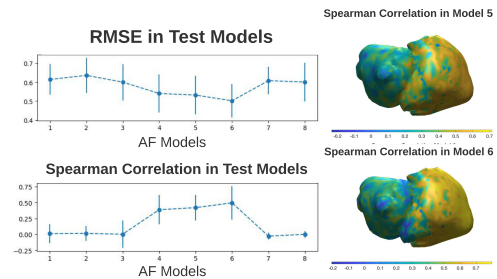 Spearman Correlation in Model 5
RMSE in Test Models
0.7
0.6
0.5
0.4
1 2 3 4 5 6 7 8
AF Models
-0.2 -0.1 0 0.1 0.2 0.3 0.4 0.5 0.6 0.7
Spearman Correlation in Model 6
Spearman Correlation in Test Models
0.75
0.50
0.25
0.00
−0.25
1 2 3 4 5 6 7 8
AF Models
-0.2 -0.1 0 0.1 0.2 0.3 0.4 0.5 0.6 0.7 0.8